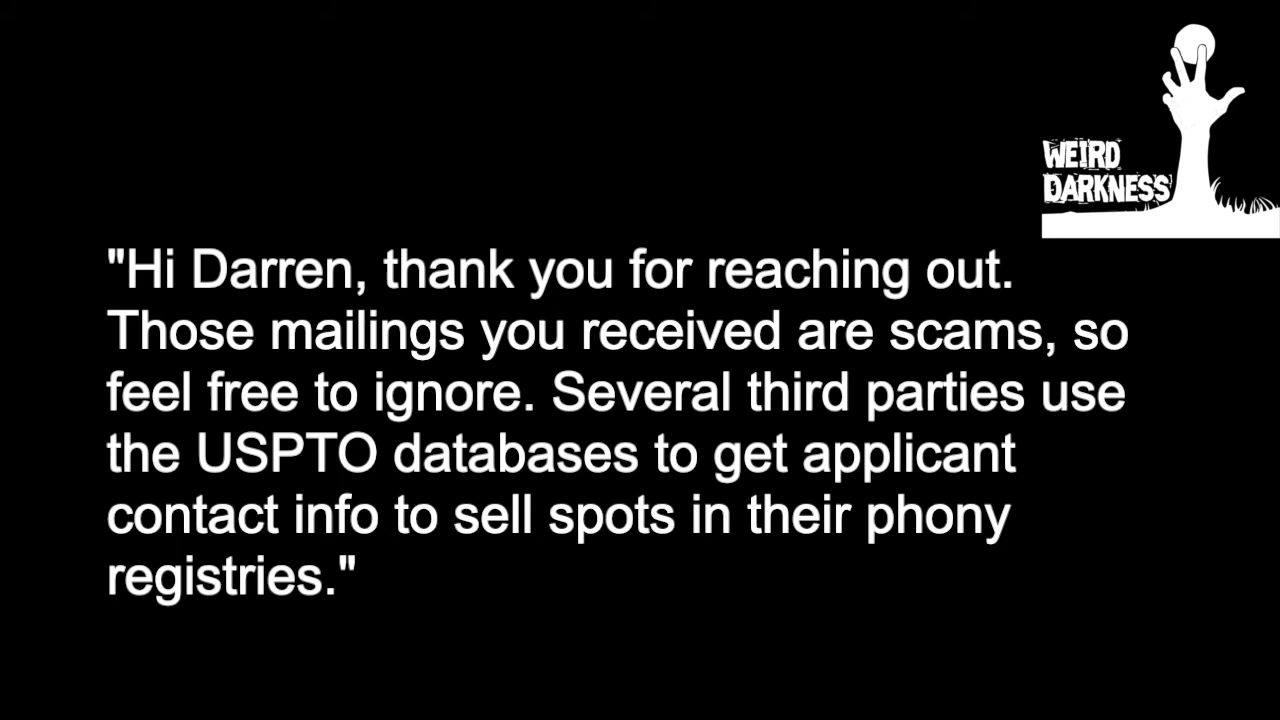 WEIRD
DARKNESS
"Hi Darren, thank you for reaching out.
Those mailings you received are scams, so
feel free to ignore. Several third parties use
the USPTO databases to get applicant
contact info to sell spots in their phony
registries."